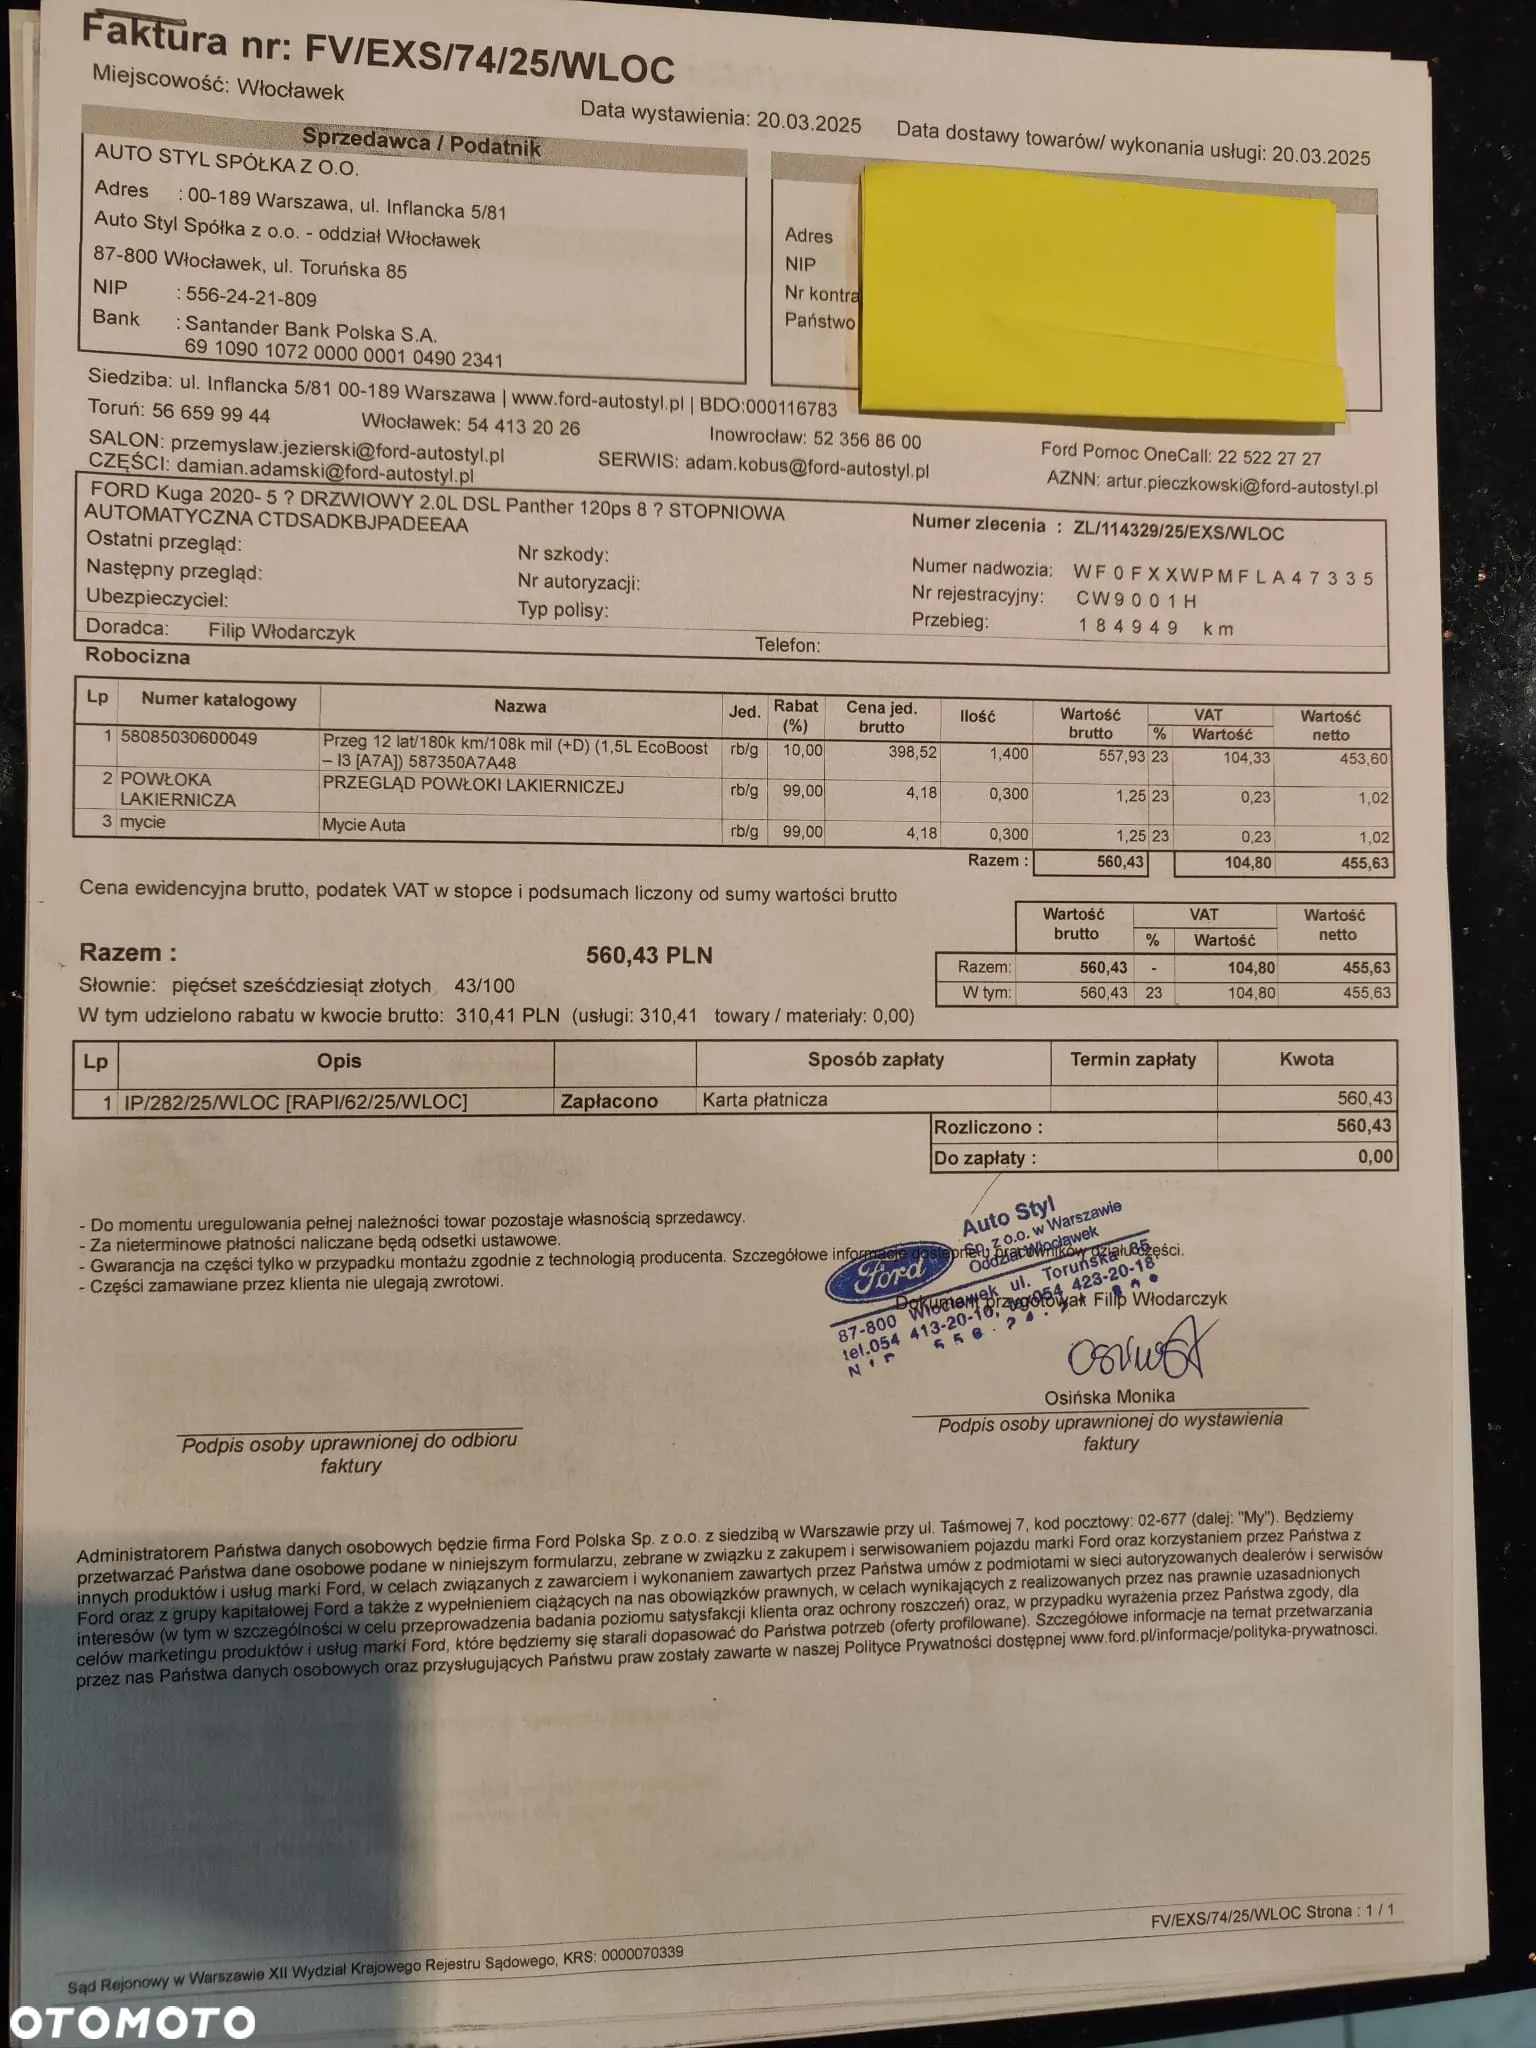 Faktura nr: FV/EXS/74/25/WLOC
Miejscowość: Włocławek
Data wystawienia: 20.03.2025 Data dostawy towarów/ wykonania usługi: 20.03.2025
Sprzedawca / Podatnik
AUTO STYL SPÓŁKA Z O.O.
Adres : 00-189 Warszawa, ul. Inflancka 5/81
Auto Styl Spółka z o.o. - oddział Włocławek
87-800 Włocławek, ul. Toruńska 85
NIP : 556-24-21-809
Bank : Santander Bank Polska S.A.
69 1090 1072 0000 0001 0490 2341
Adres
NIP
Nr kontra
Państwo
Siedziba: ul. Inflancka 5/81 00-189 Warszawa | www.ford-autostyl.pl | BDO:000116783
Toruń: 56 659 99 44 Włocławek: 54 413 20 26 Inowrocław: 52 356 86 00 Ford Pomoc OneCall: 22 522 27 27
SALON: przemyslaw.jezierski@ford-autostyl.pl SERWIS: adam.kobus@ford-autostyl.pl AZNN: artur.pieczkowski@ford-autostyl.pl
CZĘŚCI: damian.adamski@ford-autostyl.pl
FORD Kuga 2020- 5 ? DRZWIOWY 2.0L DSL Panther 120ps 8 ? STOPNIOWA
AUTOMATYCZNA CTDSADKBJPADEEAA
Numer zlecenia : ZL/114329/25/EXS/WLOC
Ostatni przegląd: Nr szkody: Numer nadwozia: WF0FXXWPMFLA47335
Następny przegląd: Nr autoryzacji: Nr rejestracyjny: CW9001H
Ubezpieczyciel: Typ polisy: Przebieg: 184949 km
Doradca: Filip Włodarczyk Telefon:
Robocizna
Lp Numer katalogowy Nazwa Jed. Rabat (%) Cena jed. brutto Ilość Wartość brutto VAT % Wartość Wartość netto
1 58085030600049 Przeg 12 lat/180k km/108k mil (+D) (1,5L EcoBoost rb/g 10,00 398,52 1,400 557,93 23 104,33 453,60
– I3 [A7A]) 587350A7A48
2 POWŁOKA PRZEGLĄD POWŁOKI LAKIERNICZEJ rb/g 99,00 4,18 0,300 1,25 23 0,23 1,02
LAKIERNICZA
3 mycie Mycie Auta rb/g 99,00 4,18 0,300 1,25 23 0,23 1,02
Razem : 560,43 104,80 455,63
Cena ewidencyjna brutto, podatek VAT w stopce i podsumach liczony od sumy wartości brutto
Wartość brutto VAT % Wartość Wartość netto
Razem : 560,43 PLN
Razem: 560,43 - 104,80 455,63
Słownie: pięćset sześćdziesiąt złotych 43/100
W tym: 560,43 23 104,80 455,63
W tym udzielono rabatu w kwocie brutto: 310,41 PLN (usługi: 310,41 towary / materiały: 0,00)
Lp Opis Sposób zapłaty Termin zapłaty Kwota
1 IP/282/25/WLOC [RAPI/62/25/WLOC] Zapłacono Karta płatnicza 560,43
Rozliczono : 560,43
Do zapłaty : 0,00
- Do momentu uregulowania pełnej należności towar pozostaje własnością sprzedawcy.
- Za nieterminowe płatności naliczane będą odsetki ustawowe.
- Gwarancja na części tylko w przypadku montażu zgodnie z technologią producenta. Szczegółowe informacje dostępne u pracowników działu części.
- Części zamawiane przez klienta nie ulegają zwrotowi.
Auto Styl
Sp. z o.o. w Warszawie
Oddział Włocławek
Ford
87-800 Włocławek ul. Toruńska 85
tel.054 413-20-10, 054 423-20-18
Dokument przygotował Filip Włodarczyk
Osińska Monika
Podpis osoby uprawnionej do odbioru
faktury
Podpis osoby uprawnionej do wystawienia
faktury
Administratorem Państwa danych osobowych będzie firma Ford Polska Sp. z o.o. z siedzibą w Warszawie przy ul. Taśmowej 7, kod pocztowy: 02-677 (dalej: "My"). Będziemy
przetwarzać Państwa dane osobowe podane w niniejszym formularzu, zebrane w związku z zakupem i serwisowaniem pojazdu marki Ford oraz korzystaniem przez Państwa z
innych produktów i usług marki Ford, w celach związanych z zawarciem i wykonaniem zawartych przez Państwa umów z podmiotami w sieci autoryzowanych dealerów i serwisów
Ford oraz z grupy kapitałowej Ford a także z wypełnieniem ciążących na nas obowiązków prawnych, w celach wynikających z realizowanych przez nas prawnie uzasadnionych
interesów (w tym w szczególności w celu przeprowadzenia badania poziomu satysfakcji klienta oraz ochrony roszczeń) oraz, w przypadku wyrażenia przez Państwa zgody, dla
celów marketingu produktów i usług marki Ford, które będziemy się starali dopasować do Państwa potrzeb (oferty profilowane). Szczegółowe informacje na temat przetwarzania
przez nas Państwa danych osobowych oraz przysługujących Państwu praw zostały zawarte w naszej Polityce Prywatności dostępnej www.ford.pl/informacje/polityka-prywatnosci.
FV/EXS/74/25/WLOC Strona : 1 / 1
Sąd Rejonowy w Warszawie XII Wydział Krajowego Rejestru Sądowego, KRS: 0000070339
OTOMOTO